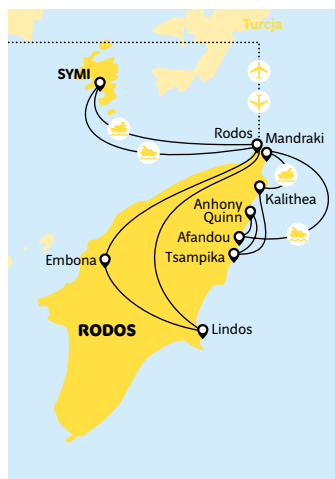 Turcja
SYMI
Rodos
Mandraki
Kalithea
Anhony
Quinn
Afandou
Tsampika
Embona
RODOS
Lindos